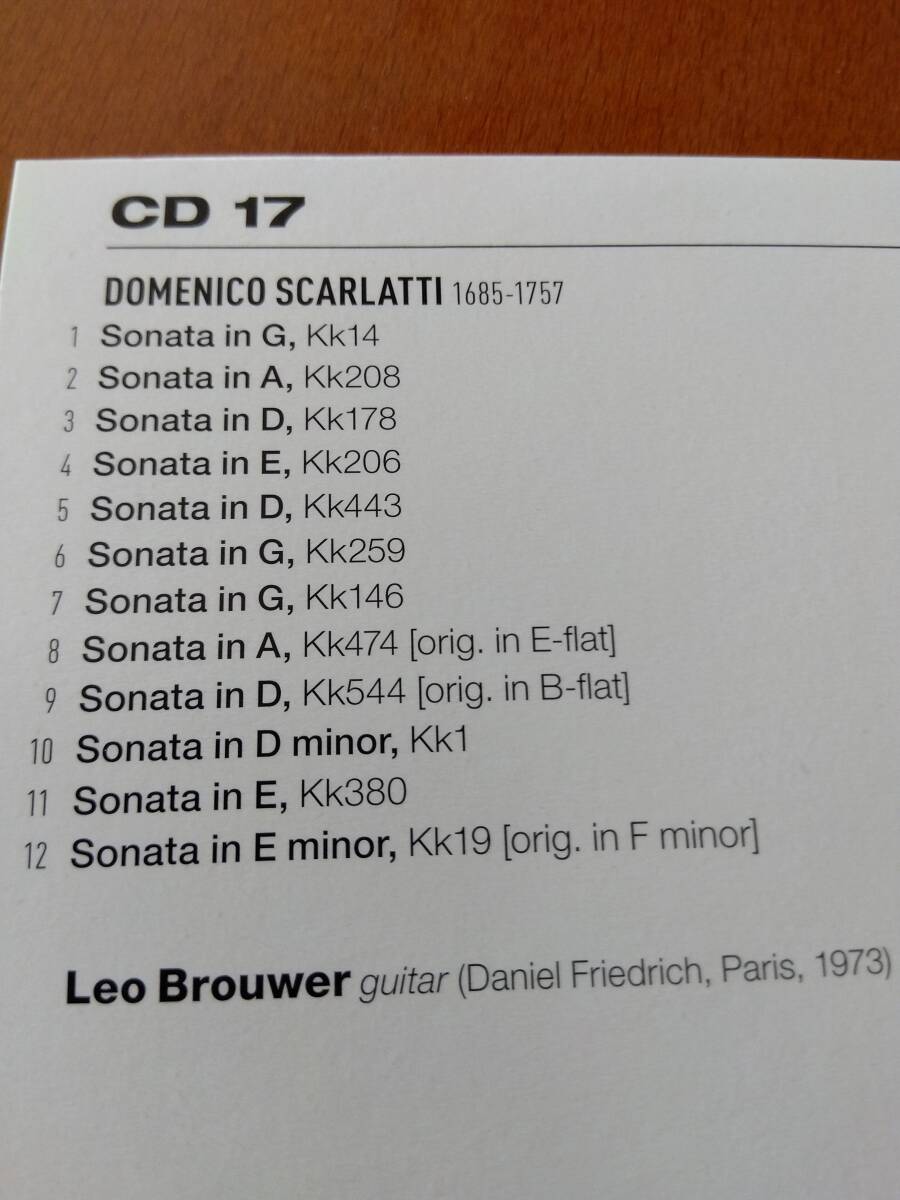 CD 17
DOMENICO SCARLATTI 1685-1757
1 Sonata in G, Kk14
2 Sonata in A, Kk208
3 Sonata in D, Kk178
4 Sonata in E, Kk206
5 Sonata in D, Kk443
6 Sonata in G, Kk259
7 Sonata in G, Kk146
8 Sonata in A, Kk474 [orig. in E-flat]
9 Sonata in D, Kk544 [orig. in B-flat]
10 Sonata in D minor, Kk1
11 Sonata in E, Kk380
12 Sonata in E minor, Kk19 [orig. in F minor]
Leo Brouwer guitar (Daniel Friedrich, Paris, 1973)